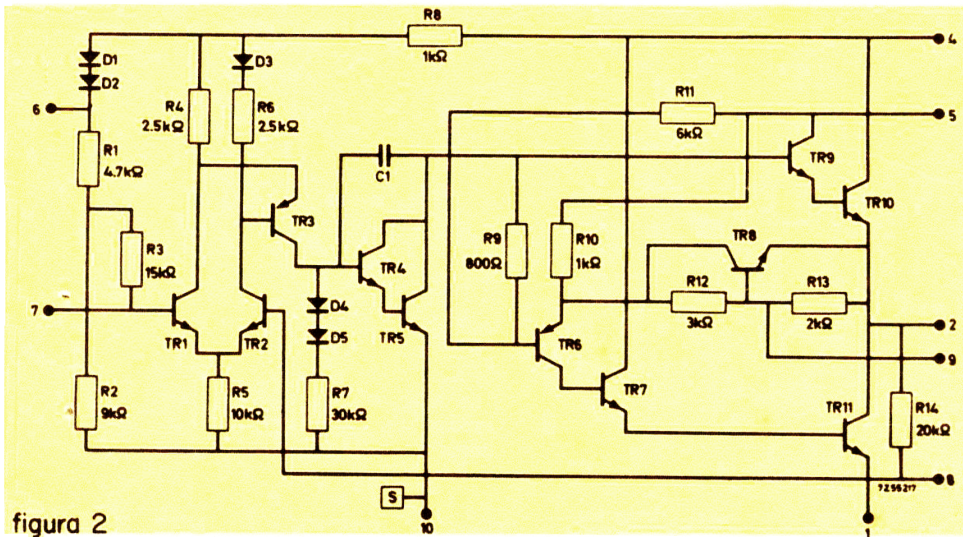 R8
1kΩ
4
D1
D2
D3
6
R4
2.5kΩ
R6
2.5kΩ
R11
6kΩ
5
R1
4.7kΩ
C1
TR9
TR10
TR3
R3
15kΩ
TR4
R9
800Ω
R10
1kΩ
TR8
R12
3kΩ
R13
2kΩ
7
TR1
TR2
D4
D5
TR5
TR6
2
9
TR7
R2
9kΩ
R5
10kΩ
R7
30kΩ
TR11
R14
20kΩ
7Z56217
8
S
10
1
figura 2